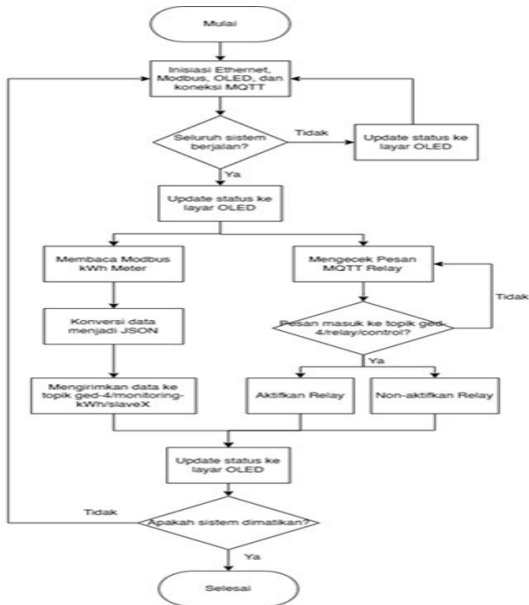 Mulai
Inisiasi Ethernet,
Modbus, OLED, dan
koneksi MQTT
Seluruh sistem
berjalan?
Tidak
Update status ke
layar OLED
Ya
Update status ke
layar OLED
Membaca Modbus
kWh Meter
Mengecek Pesan
MQTT Relay
Tidak
Konversi data
menjadi JSON
Pesan masuk ke topik ged-
4/relay/control?
Ya
Mengirimkan data ke
topik ged-4/monitoring-
kWh/slaveX
Aktifkan Relay
Non-aktifkan Relay
Update status ke
layar OLED
Tidak
Apakah sistem dimatikan?
Ya
Selesai